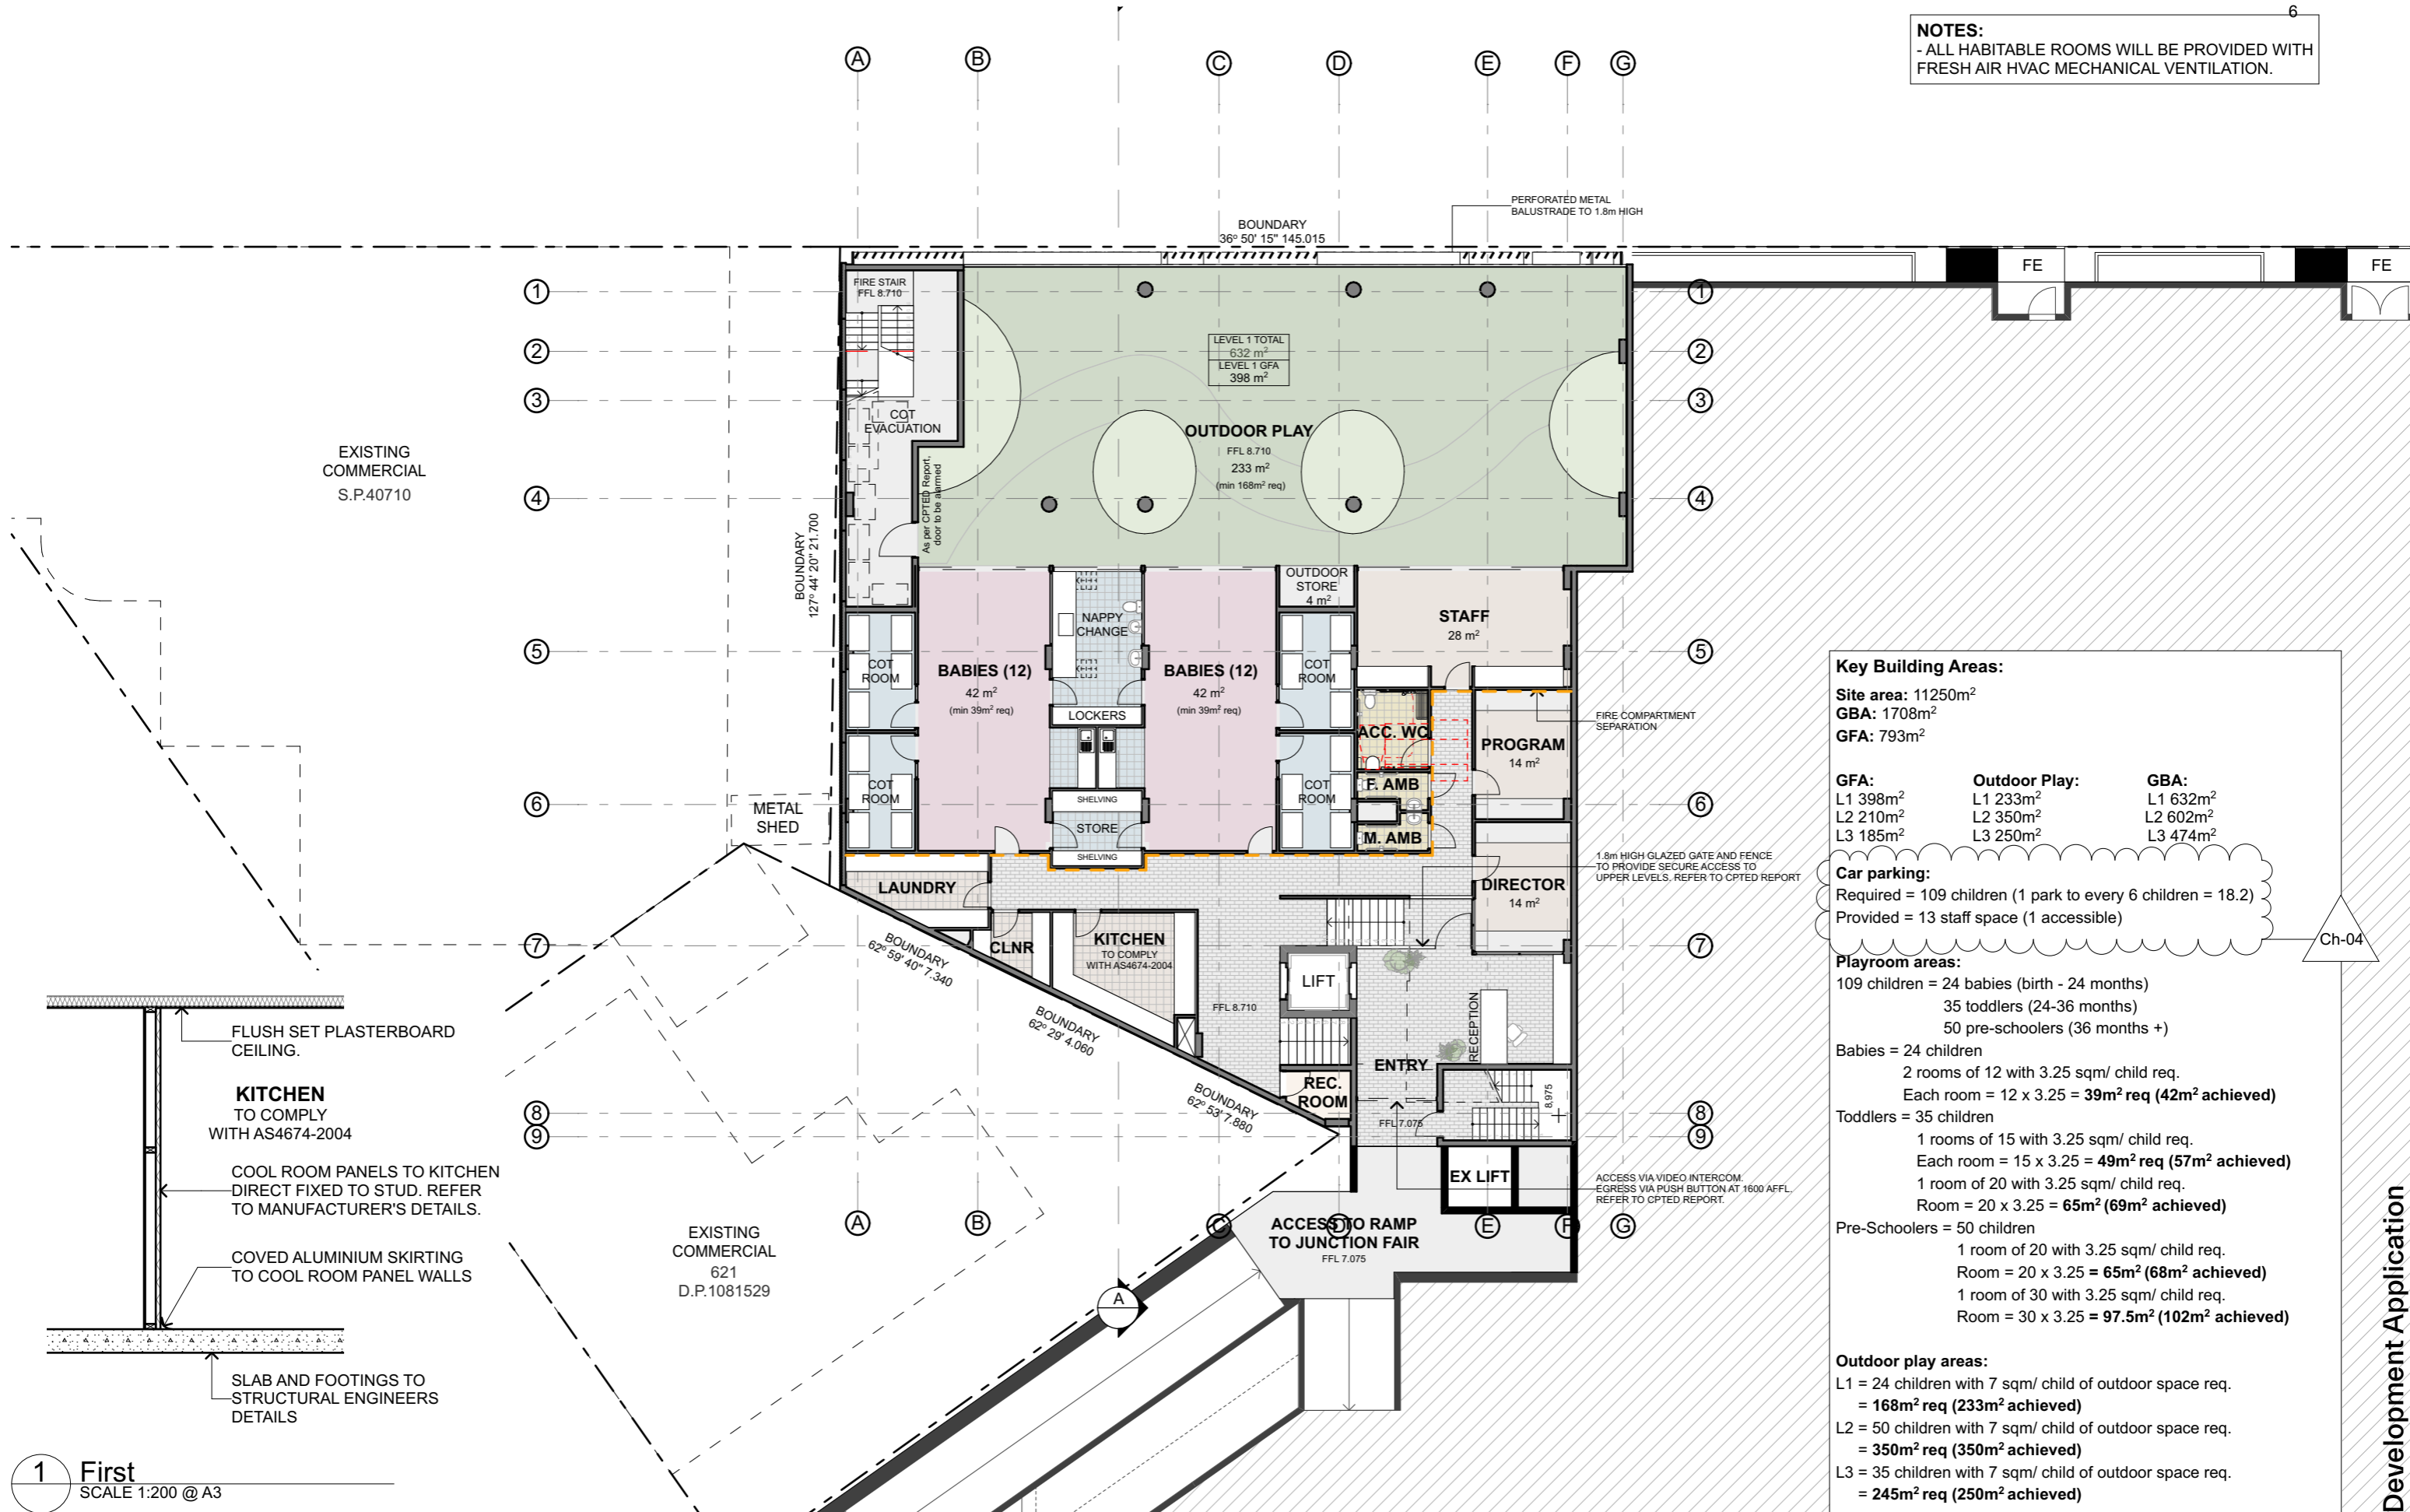 6
NOTES:
- ALL HABITABLE ROOMS WILL BE PROVIDED WITH
FRESH AIR HVAC MECHANICAL VENTILATION.
A
B
C
D
E
F
G
PERFORATED METAL
BALUSTRADE TO 1.8m HIGH
BOUNDARY
36º 50' 15" 145.015
FE
FE
FIRE STAIR
FFL 8.710
1
1
2
2
3
3
4
4
5
5
6
6
7
7
8
8
9
9
LEVEL 1 TOTAL
632 m²
LEVEL 1 GFA
398 m²
COT
EVACUATION
OUTDOOR PLAY
FFL 8.710
233 m²
(min 168m² req)
As per CPTED Report,
door to be alarmed
EXISTING
COMMERCIAL
S.P.40710
BOUNDARY
127º 44' 20" 21.700
OUTDOOR
STORE
4 m²
STAFF
28 m²
NAPPY
CHANGE
COT
ROOM
BABIES (12)
42 m²
(min 39m² req)
BABIES (12)
42 m²
(min 39m² req)
COT
ROOM
LOCKERS
ACC. WC
FIRE COMPARTMENT
SEPARATION
PROGRAM
14 m²
COT
ROOM
SHELVING
STORE
SHELVING
COT
ROOM
F. AMB
M. AMB
METAL
SHED
1.8m HIGH GLAZED GATE AND FENCE
TO PROVIDE SECURE ACCESS TO
UPPER LEVELS. REFER TO CPTED REPORT
LAUNDRY
DIRECTOR
14 m²
CLNR
KITCHEN
TO COMPLY
WITH AS4674-2004
BOUNDARY
62º 59' 40" 7.340
LIFT
FFL 8.710
RECEPTION
BOUNDARY
62º 29' 4.060
ENTRY
REC.
ROOM
8,975
BOUNDARY
62º 53' 7.880
FFL 7.075
EX LIFT
ACCESS VIA VIDEO INTERCOM.
EGRESS VIA PUSH BUTTON AT 1600 AFFL.
REFER TO CPTED REPORT.
A
B
C
D
E
F
G
ACCESS TO RAMP
TO JUNCTION FAIR
FFL 7.075
EXISTING
COMMERCIAL
621
D.P.1081529
A
FLUSH SET PLASTERBOARD
CEILING.
KITCHEN
TO COMPLY
WITH AS4674-2004
COOL ROOM PANELS TO KITCHEN
DIRECT FIXED TO STUD. REFER
TO MANUFACTURER'S DETAILS.
COVED ALUMINIUM SKIRTING
TO COOL ROOM PANEL WALLS
SLAB AND FOOTINGS TO
STRUCTURAL ENGINEERS
DETAILS
1
First
SCALE 1:200 @ A3
Key Building Areas:
Site area: 11250m²
GBA: 1708m²
GFA: 793m²
GFA: Outdoor Play: GBA:
L1 398m² L1 233m² L1 632m²
L2 210m² L2 350m² L2 602m²
L3 185m² L3 250m² L3 474m²
Car parking:
Required = 109 children (1 park to every 6 children = 18.2)
Provided = 13 staff space (1 accessible)
Ch-04
Playroom areas:
109 children = 24 babies (birth - 24 months)
35 toddlers (24-36 months)
50 pre-schoolers (36 months +)
Babies = 24 children
2 rooms of 12 with 3.25 sqm/ child req.
Each room = 12 x 3.25 = 39m² req (42m² achieved)
Toddlers = 35 children
1 rooms of 15 with 3.25 sqm/ child req.
Each room = 15 x 3.25 = 49m² req (57m² achieved)
1 room of 20 with 3.25 sqm/ child req.
Room = 20 x 3.25 = 65m² (69m² achieved)
Pre-Schoolers = 50 children
1 room of 20 with 3.25 sqm/ child req.
Room = 20 x 3.25 = 65m² (68m² achieved)
1 room of 30 with 3.25 sqm/ child req.
Room = 30 x 3.25 = 97.5m² (102m² achieved)
Outdoor play areas:
L1 = 24 children with 7 sqm/ child of outdoor space req.
= 168m² req (233m² achieved)
L2 = 50 children with 7 sqm/ child of outdoor space req.
= 350m² req (350m² achieved)
L3 = 35 children with 7 sqm/ child of outdoor space req.
= 245m² req (250m² achieved)
Development Application